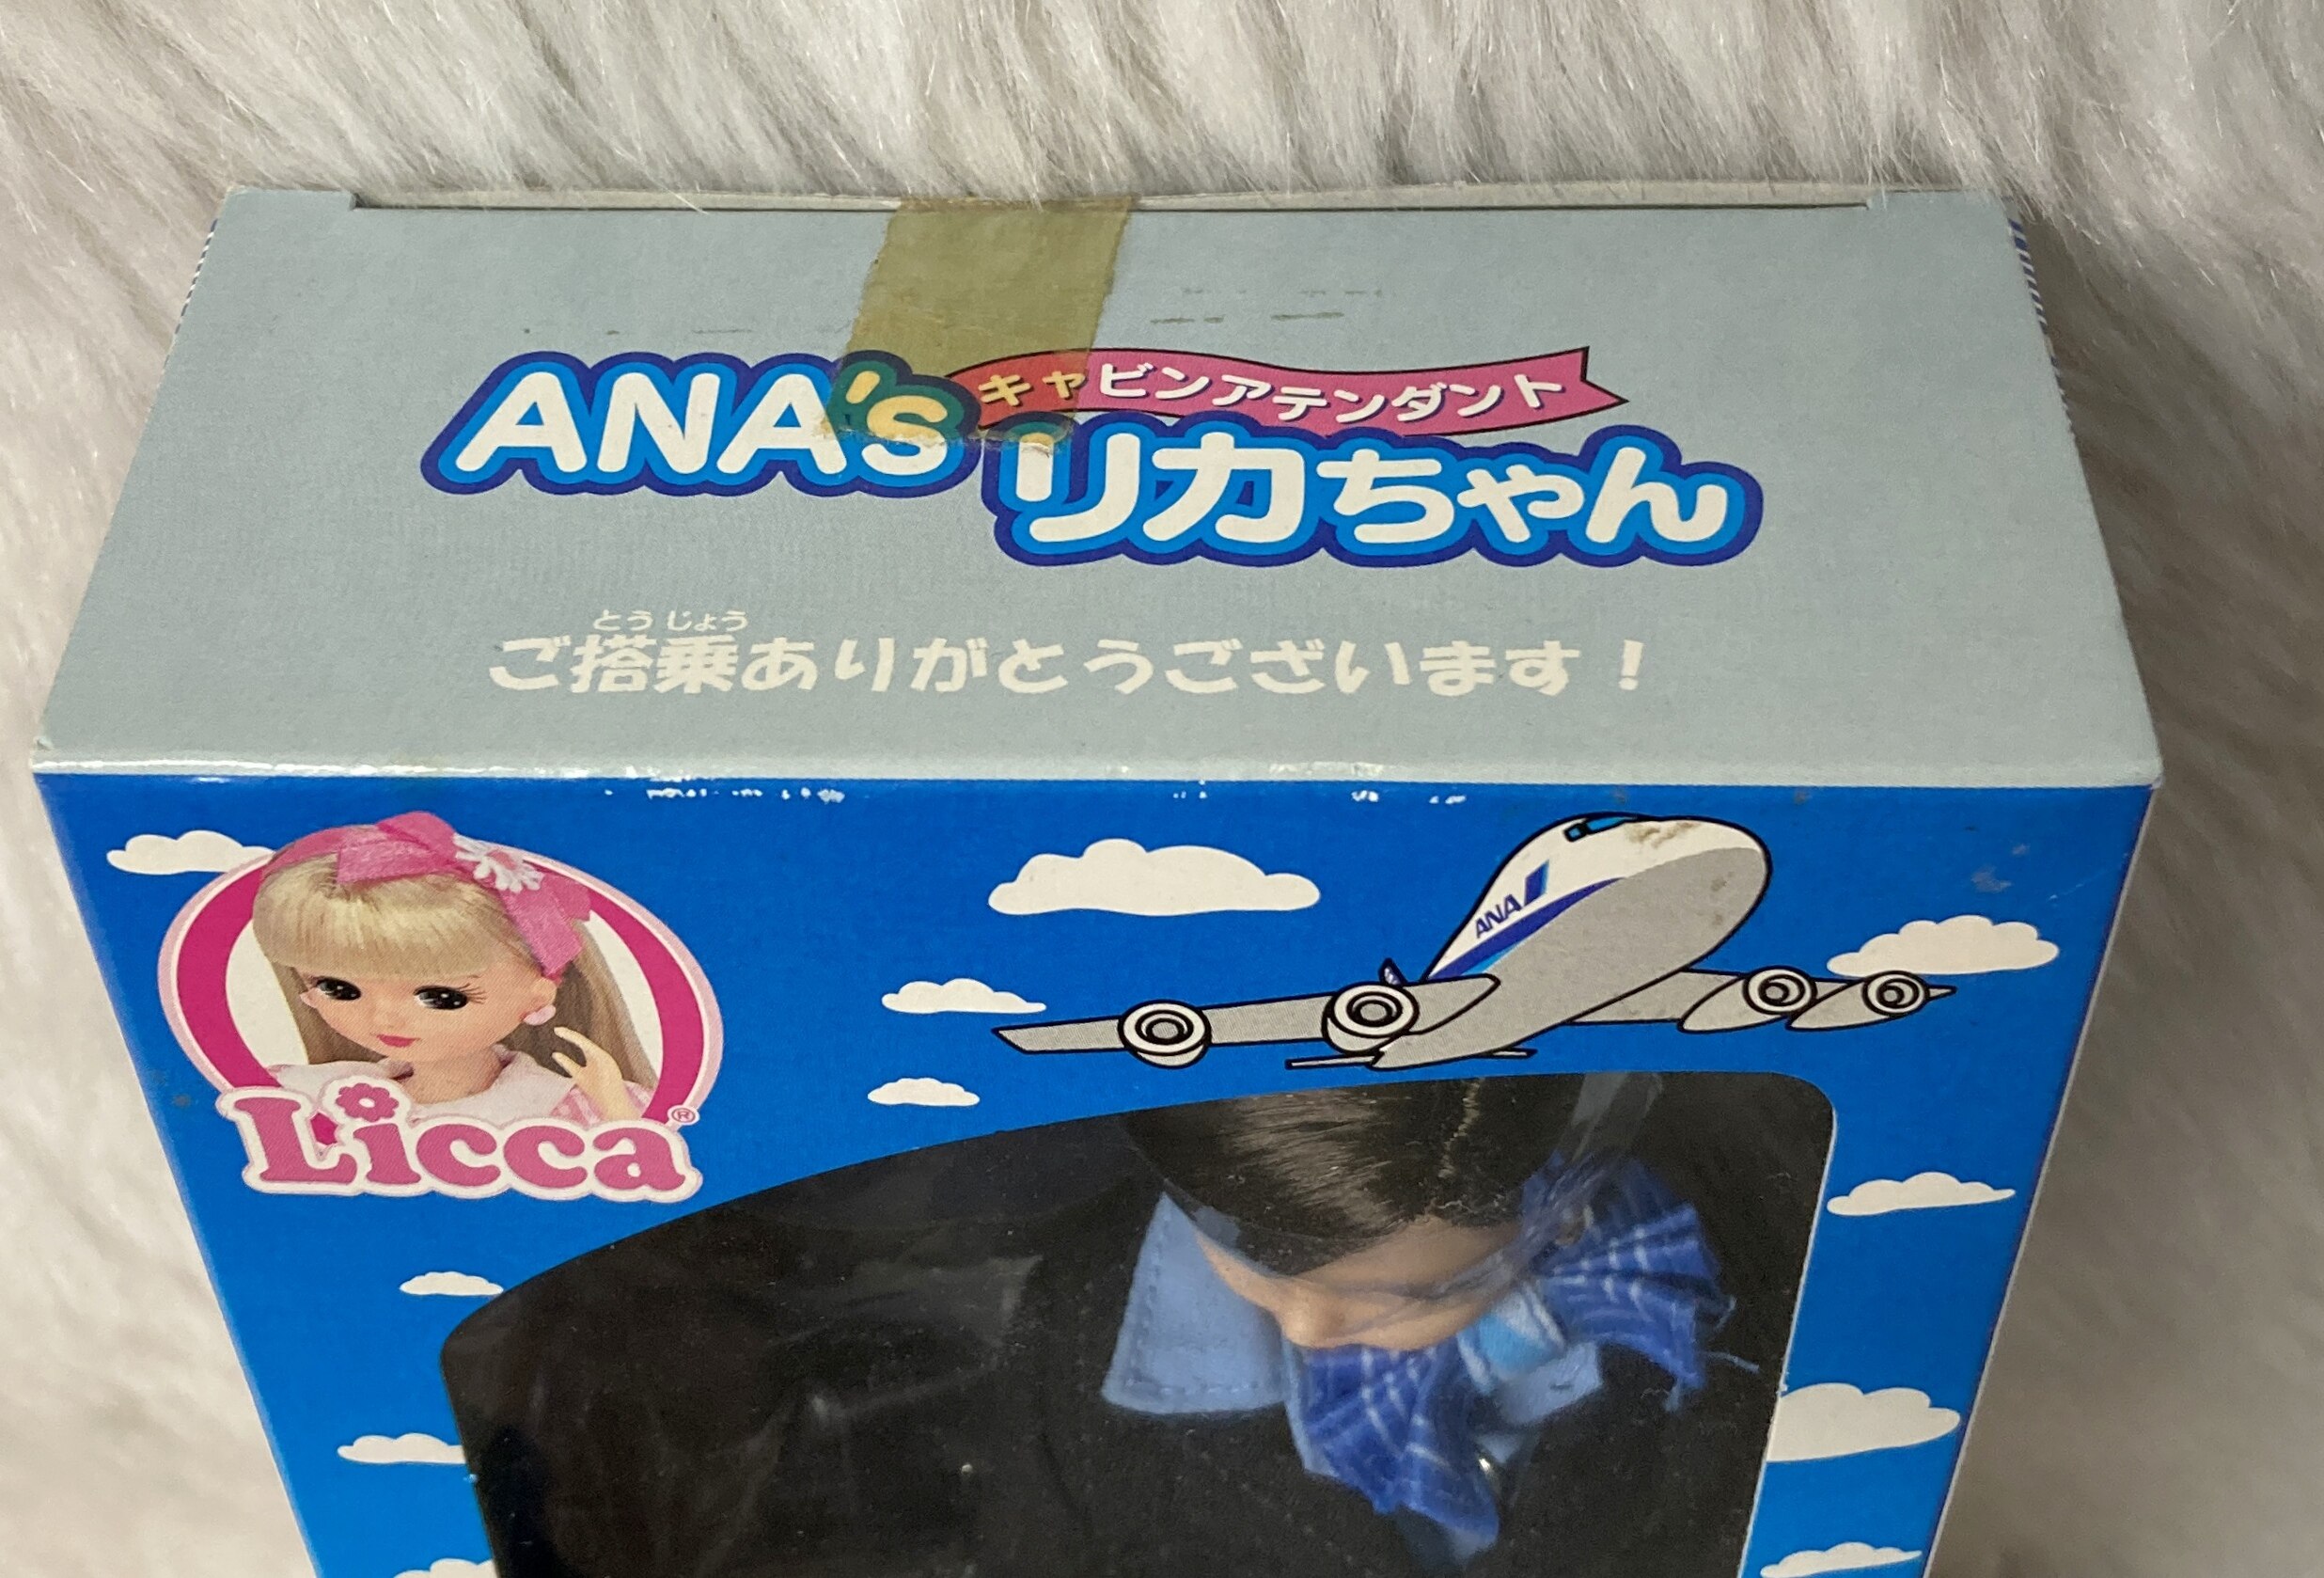 ANA's
キャビンアテンダント
リカちゃん
とうじょう
ご搭乗ありがとうございます！
ANA
Licca®